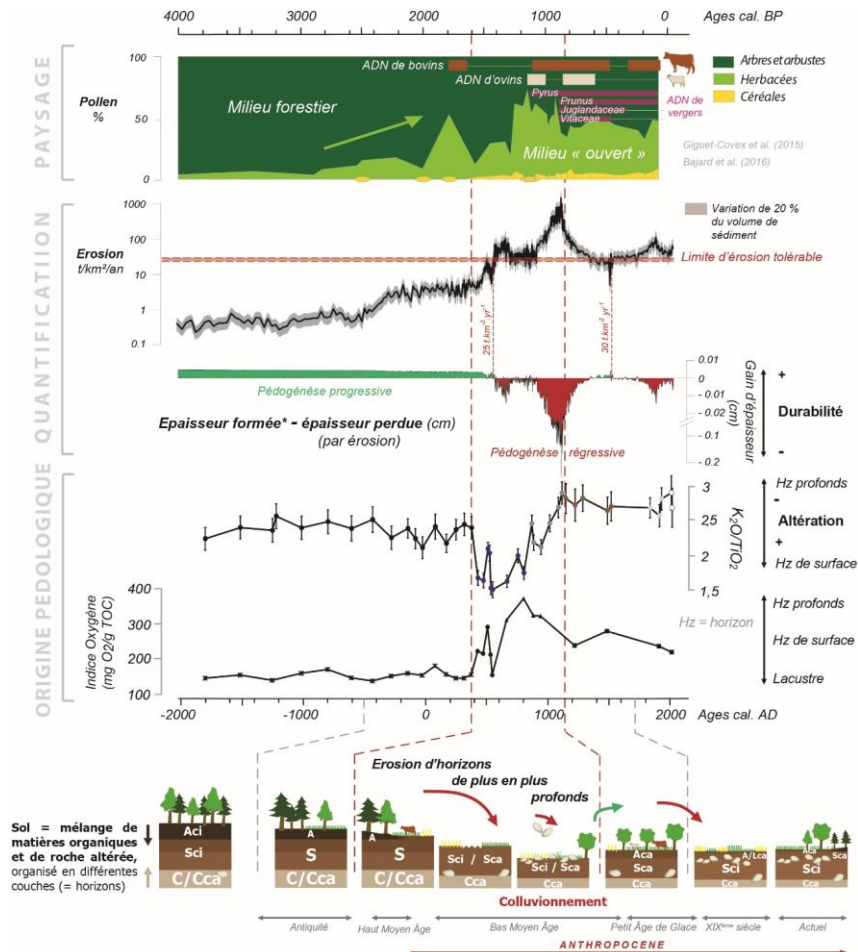 4000 3000 2000 1000 0 Ages cal. BP
PAYSAGE
Pollen
%
100
50
0
ADN de bovins
ADN d'ovins
Pyrus
Prunus
Juglandaceae
Vitaceae
Milieu forestier
Milieu « ouvert »
Arbres et arbustes
Herbacées
Céréales
ADN de
vergers
Giguet-Covex et al. (2015)
Bajard et al. (2016)
QUANTIFICATIION
Erosion
t/km²/an
1000
100
10
1
0.1
Variation de 20 %
du volume de
sédiment
Limite d'érosion tolérable
25 t.km⁻².yr⁻¹
30 t.km⁻².yr⁻¹
Pédogénèse progressive
Epaisseur formée* - épaisseur perdue (cm)
(par érosion)
Pédogénèse régressive
0.01
0
- 0.01
- 0.02
- 0.1
- 0.2
Gain d'épaisseur
(cm)
+
Durabilité
-
ORIGINE PEDOLOGIQUE
3
25
2
1,5
K₂O/TiO₂
Hz profonds
-
Altération
+
Hz de surface
Indice Oxygène
(mg O2/g TOC)
400
300
200
100
Hz = horizon
Hz profonds
Hz de surface
Lacustre
-2000 -1000 0 1000 2000 Ages cal. AD
Erosion d'horizons
de plus en plus
profonds
Sol = mélange de
matières organiques
et de roche altérée,
organisé en différentes
couches (= horizons)
Aci
Sci
C/Cca
A
S
C/Cca
A
S
C/Cca
Sci / Sca
Cca
Sci / Sca
Cca
Aca
Sca
Cca
A/Lca
Sci
Cca
Sca
Sci
Cca
Colluvionnement
Antiquité
Haut Moyen Âge
Bas Moyen Âge
Petit Âge de Glace
XIXième siècle
Actuel
ANTHROPOCENE